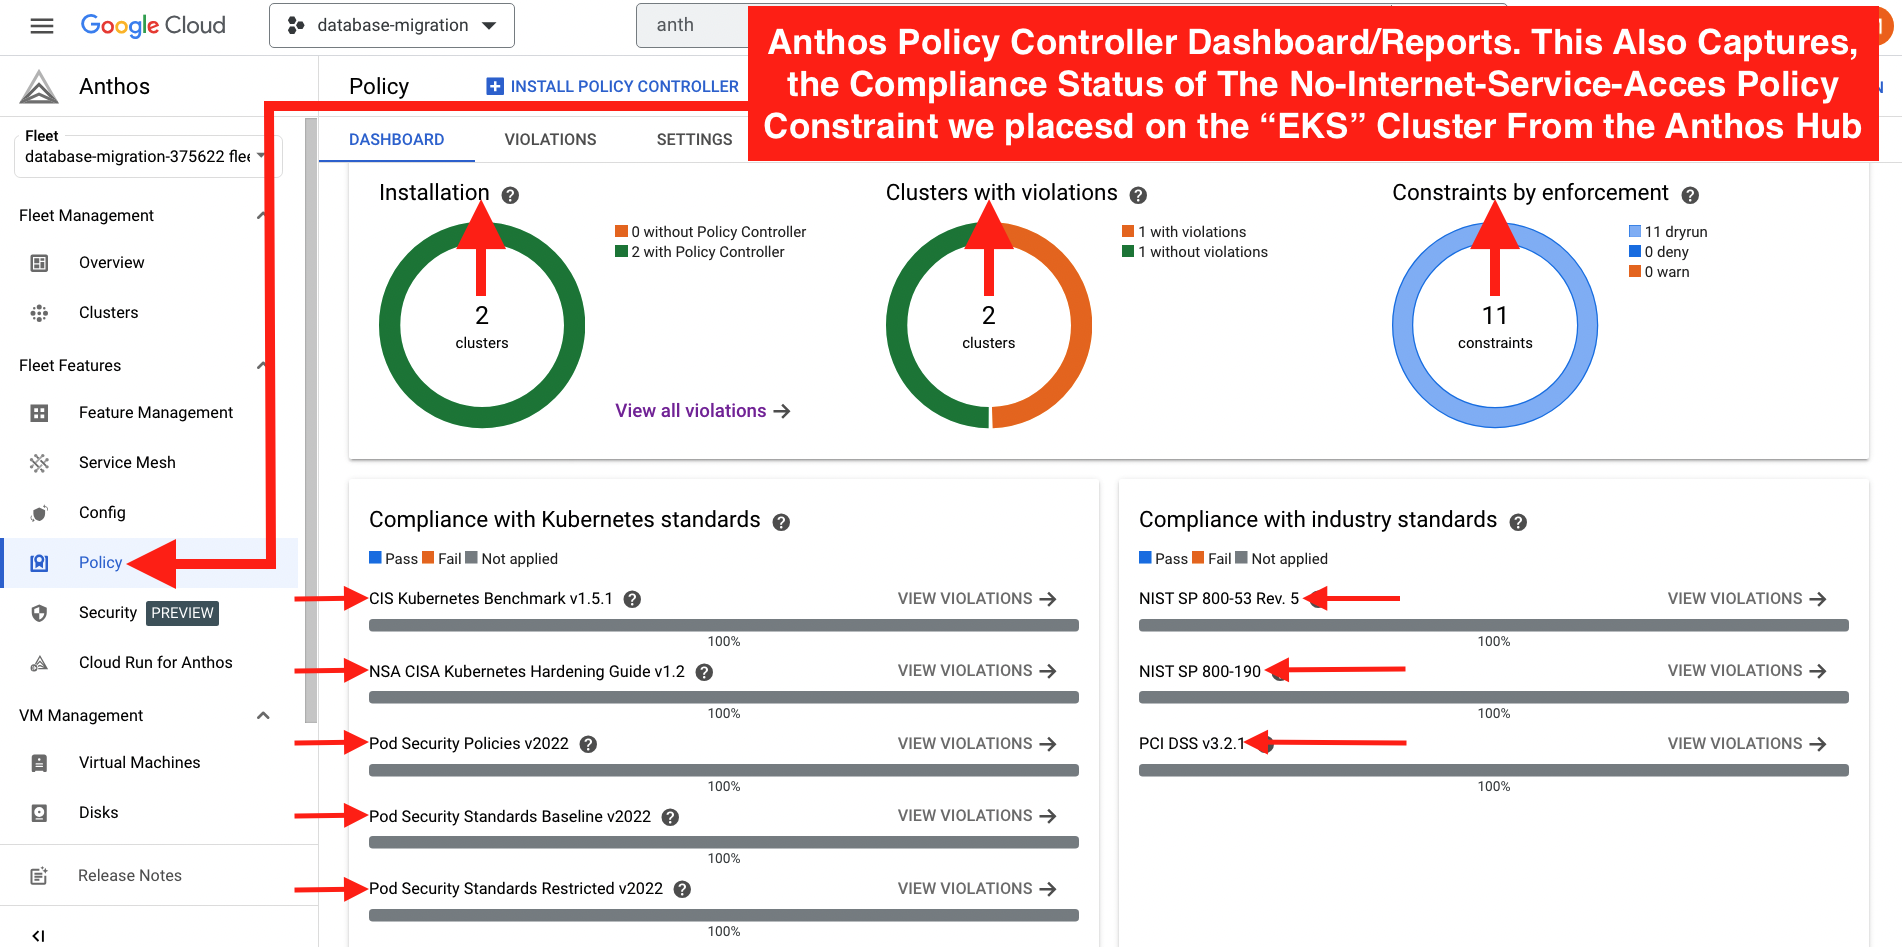 Google Cloud
database-migration
anth
Anthos Policy Controller Dashboard/Reports. This Also Captures,
the Compliance Status of The No-Internet-Service-Acces Policy
Constraint we placesd on the “EKS” Cluster From the Anthos Hub
Anthos
Policy
INSTALL POLICY CONTROLLER
Fleet
database-migration-375622 flee
DASHBOARD
VIOLATIONS
SETTINGS
Fleet Management
Overview
Clusters
Fleet Features
Feature Management
Service Mesh
Config
Policy
Security PREVIEW
Cloud Run for Anthos
VM Management
Virtual Machines
Disks
Release Notes
Installation
0 without Policy Controller
2 with Policy Controller
2
clusters
View all violations
Clusters with violations
1 with violations
1 without violations
2
clusters
Constraints by enforcement
11 dryrun
0 deny
0 warn
11
constraints
Compliance with Kubernetes standards
Pass Fail Not applied
CIS Kubernetes Benchmark v1.5.1 VIEW VIOLATIONS
100%
NSA CISA Kubernetes Hardening Guide v1.2 VIEW VIOLATIONS
100%
Pod Security Policies v2022 VIEW VIOLATIONS
100%
Pod Security Standards Baseline v2022 VIEW VIOLATIONS
100%
Pod Security Standards Restricted v2022 VIEW VIOLATIONS
100%
Compliance with industry standards
Pass Fail Not applied
NIST SP 800-53 Rev. 5 VIEW VIOLATIONS
100%
NIST SP 800-190 VIEW VIOLATIONS
100%
PCI DSS v3.2.1 VIEW VIOLATIONS
100%